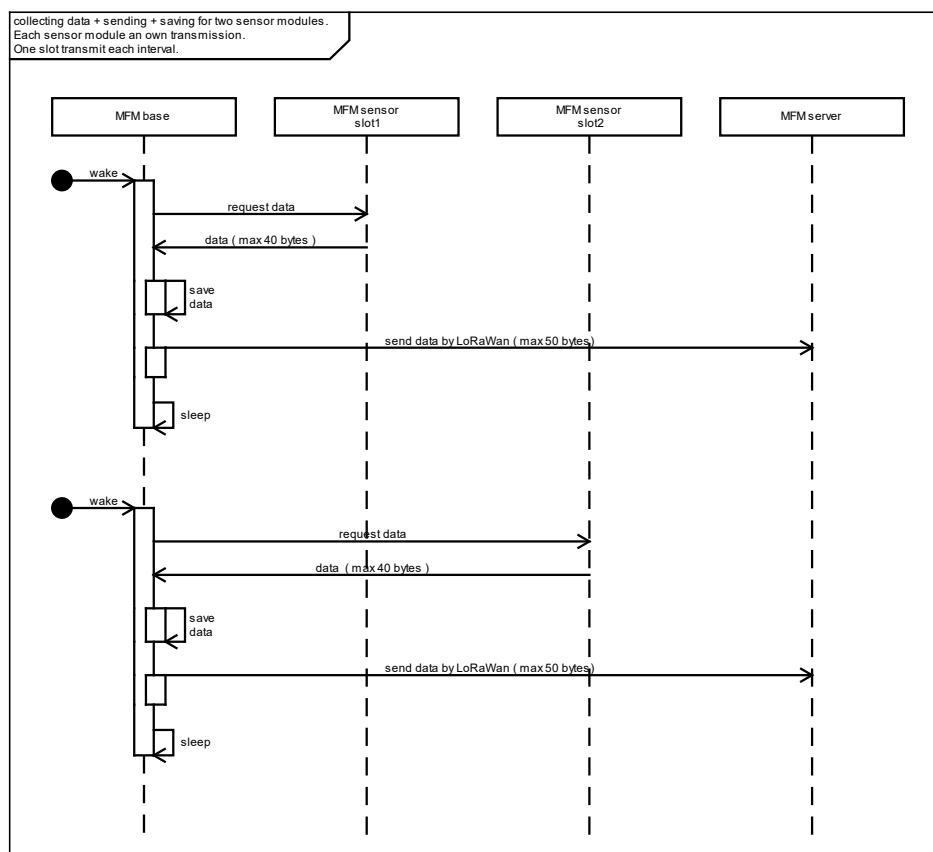 collecting data + sending + saving for two sensor modules.
Each sensor module an own transmission.
One slot transmit each interval.
MFM base
MFM sensor
slot1
MFM sensor
slot2
MFM server
wake
request data
data ( max 40 bytes )
save
data
send data by LoRaWan ( max 50 bytes)
sleep
wake
request data
data ( max 40 bytes )
save
data
send data by LoRaWan ( max 50 bytes)
sleep